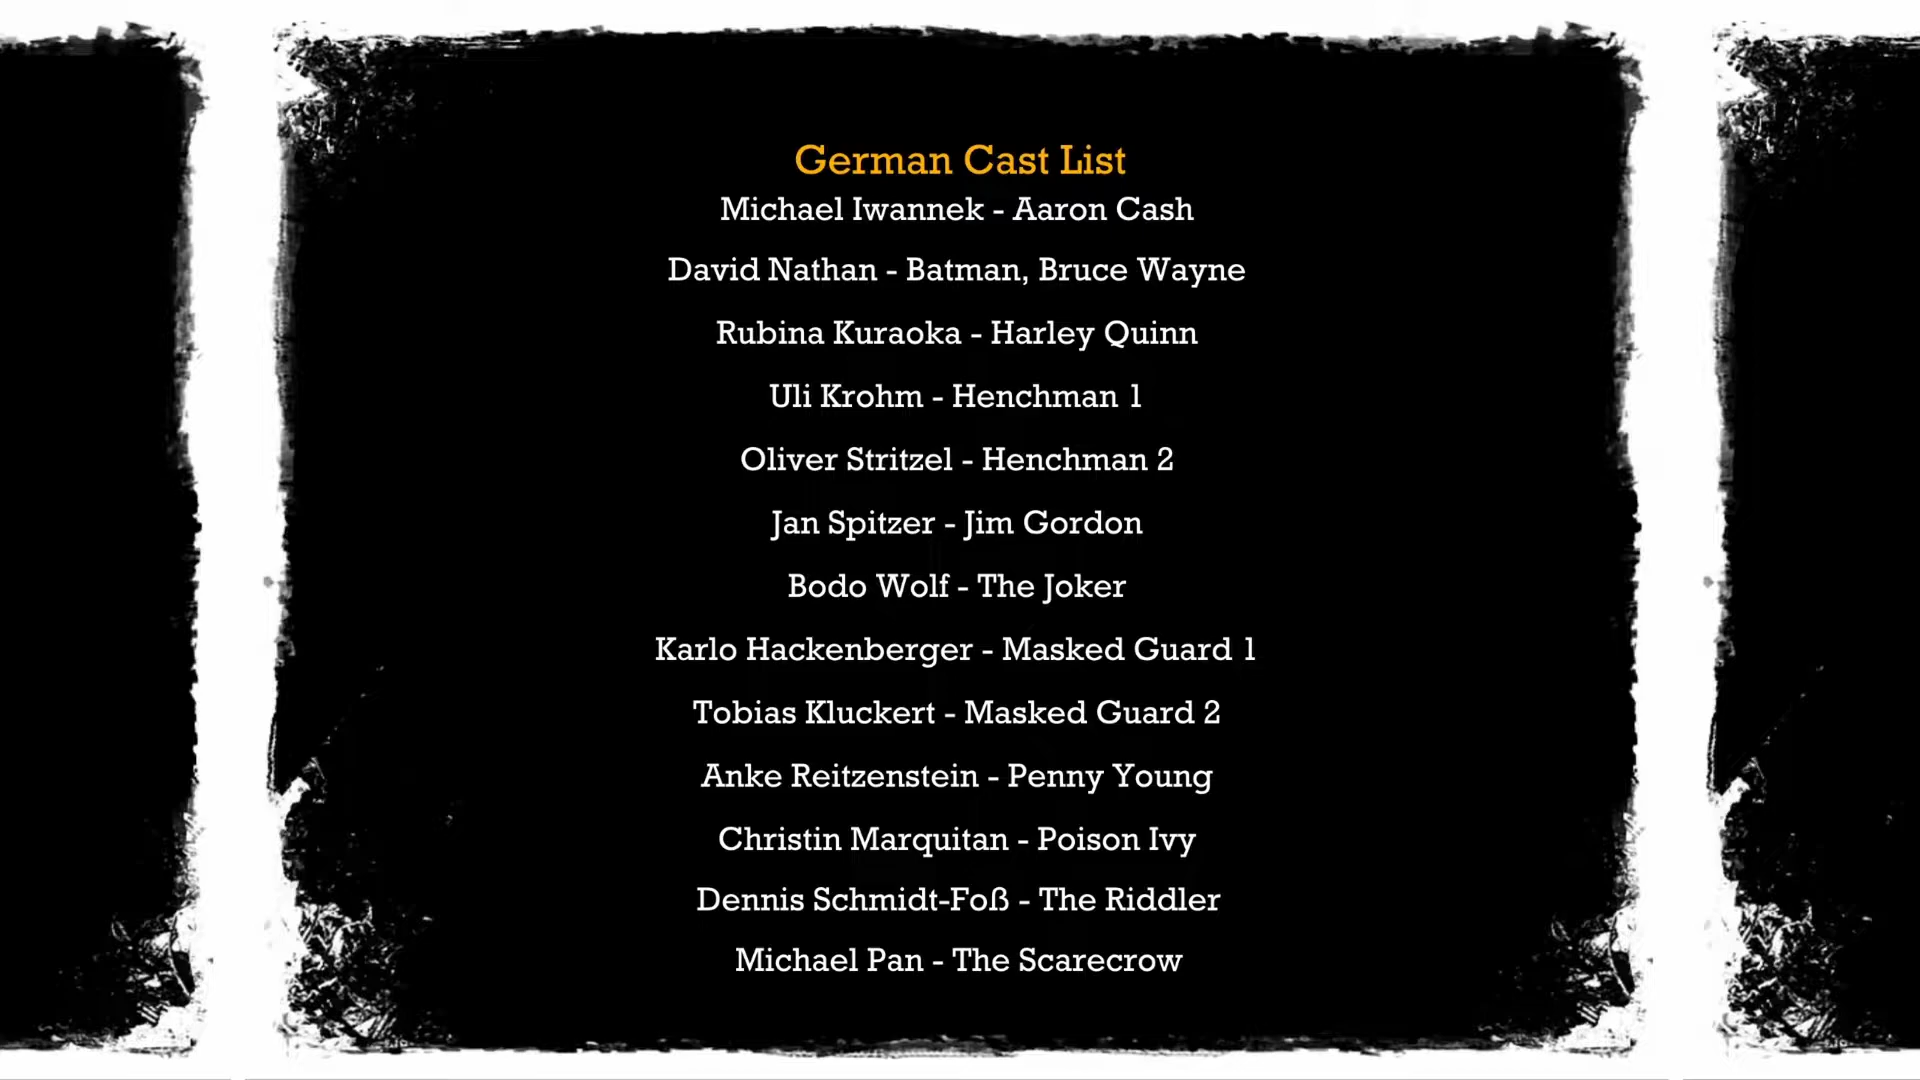 German Cast List
Michael Iwannek - Aaron Cash
David Nathan - Batman, Bruce Wayne
Rubina Kuraoka - Harley Quinn
Uli Krohm - Henchman 1
Oliver Stritzel - Henchman 2
Jan Spitzer - Jim Gordon
Bodo Wolf - The Joker
Karlo Hackenberger - Masked Guard 1
Tobias Kluckert - Masked Guard 2
Anke Reitzenstein - Penny Young
Christin Marquitan - Poison Ivy
Dennis Schmidt-Foß - The Riddler
Michael Pan - The Scarecrow